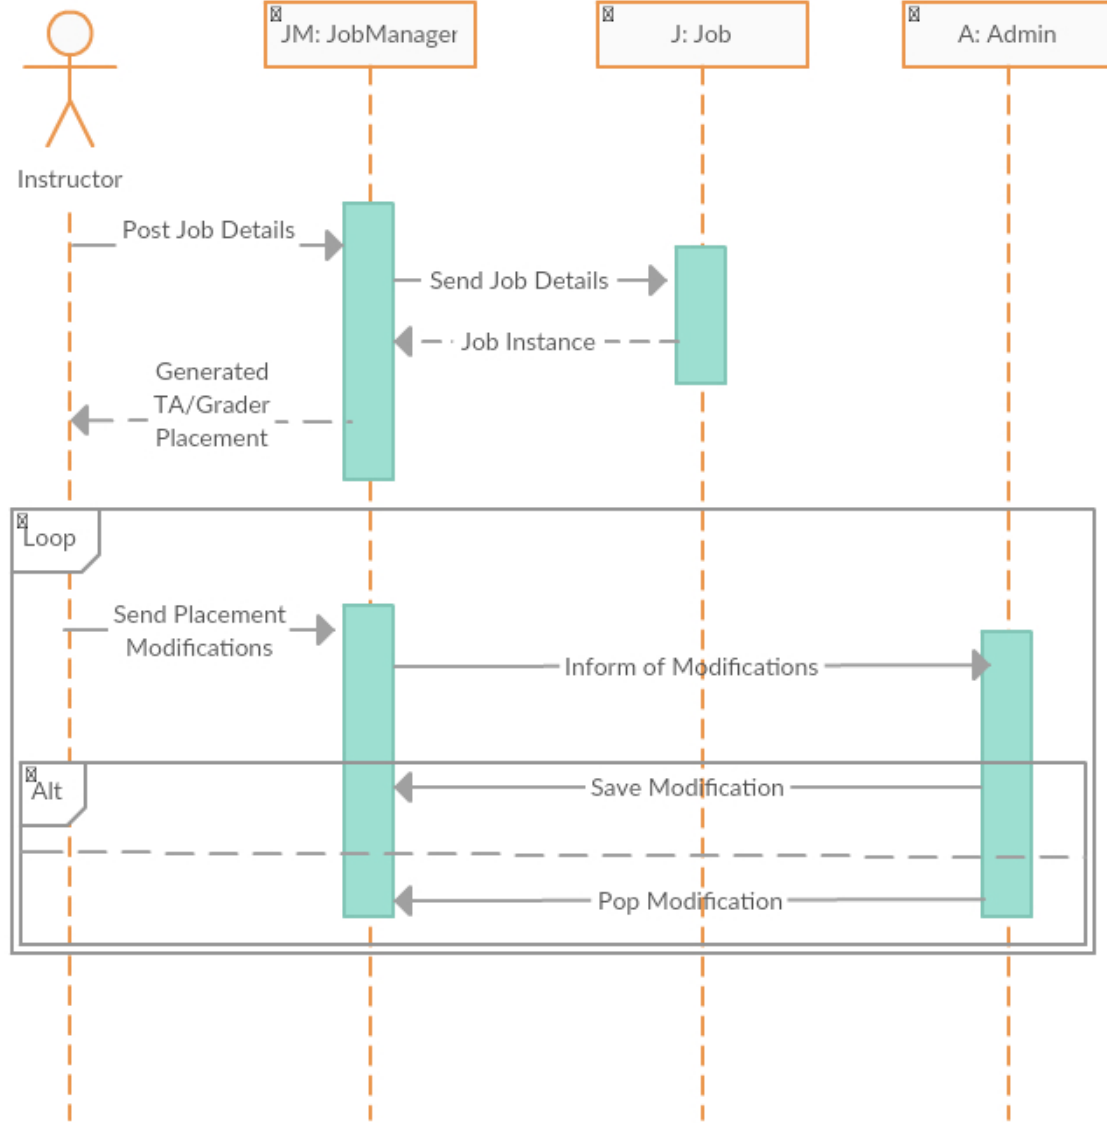 JM: JobManager
J: Job
A: Admin
Instructor
Post Job Details
Send Job Details
Job Instance
Generated
TA/Grader
Placement
Loop
Send Placement
Modifications
Inform of Modifications
Alt
Save Modification
Pop Modification